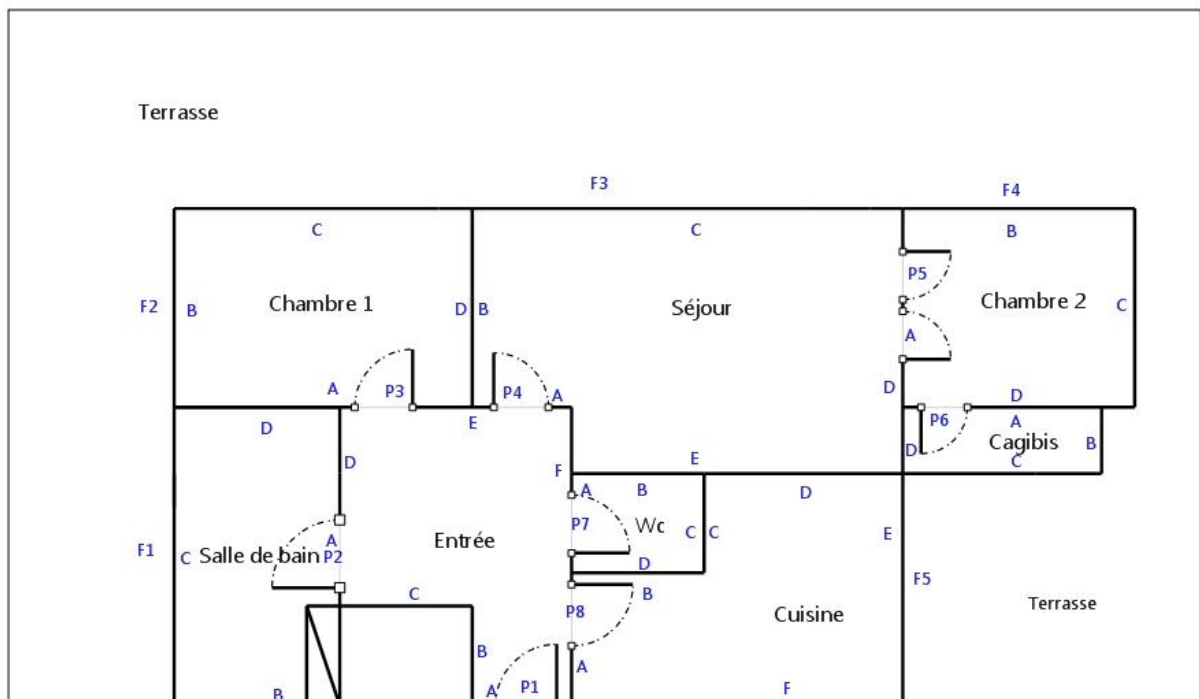 Terrasse
F3
F4
C
C
B
P5
F2
B
Chambre 1
D
B
Séjour
Chambre 2
C
A
A
P3
P4
A
D
D
E
P6
A
D
D
Cagibis
B
C
F
E
A
B
D
P7
Wc
C
C
E
F1
C
Salle de bain
A
P2
Entrée
D
F5
C
B
P8
Cuisine
Terrasse
B
A
B
A
P1
F